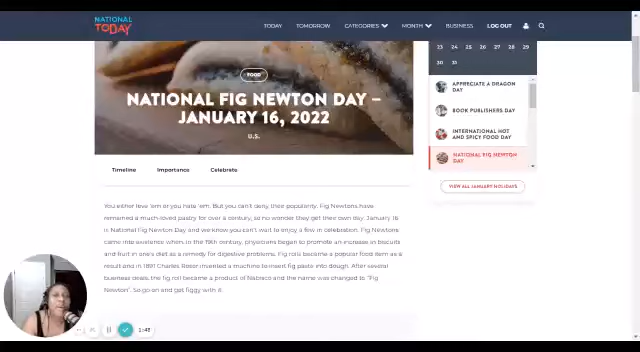 NATIONAL
TODAY
TODAY TOMORROW CATEGORIES MONTH BUSINESS LOG OUT
23 24 25 26 27 28 29
30 31
FOOD
NATIONAL FIG NEWTON DAY –
JANUARY 16, 2022
U.S.
APPRECIATE A DRAGON
DAY
BOOK PUBLISHERS DAY
INTERNATIONAL HOT
AND SPICY FOOD DAY
NATIONAL FIG NEWTON
DAY
VIEW ALL JANUARY HOLIDAYS
Timeline Importance Celebrate
You either love 'em or you hate 'em. But you can't deny their popularity. Fig Newtons have
remained a much-loved pastry for over a century, so no wonder they get their own day. January 16
is National Fig Newton Day and we know you can't wait to enjoy a few in celebration. Fig Newtons
came into existence when, in the 19th century, physicians began to promote an increase in biscuits
and fruit in one's diet as a remedy for digestive problems. Fig rolls became a popular food item as a
result and in 1891 Charles Roser invented a machine to insert fig paste into dough. After several
business deals, the fig roll became a product of Nabisco and the name was changed to "Fig
Newton". So go on and get figgy with it.
1:43